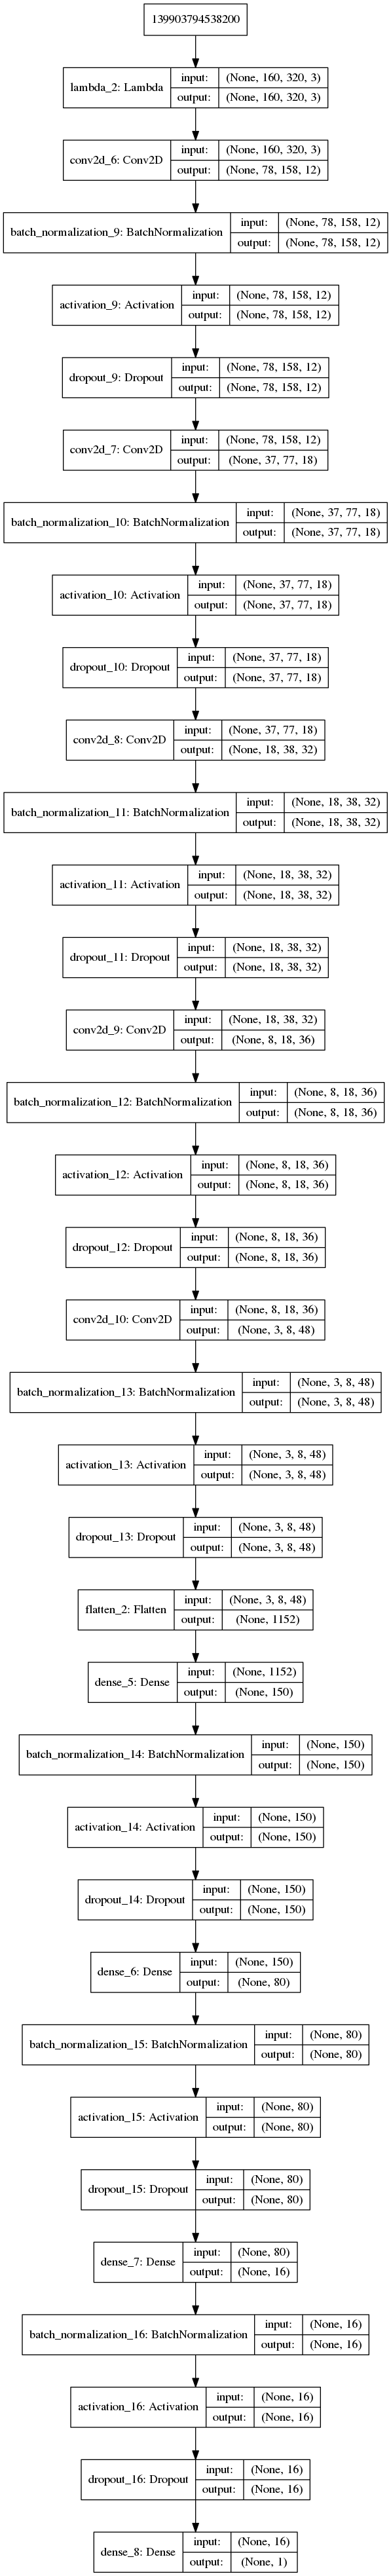 139903794538200
lambda_2: Lambda
input: (None, 160, 320, 3)
output: (None, 160, 320, 3)
conv2d_6: Conv2D
input: (None, 160, 320, 3)
output: (None, 78, 158, 12)
batch_normalization_9: BatchNormalization
input: (None, 78, 158, 12)
output: (None, 78, 158, 12)
activation_9: Activation
input: (None, 78, 158, 12)
output: (None, 78, 158, 12)
dropout_9: Dropout
input: (None, 78, 158, 12)
output: (None, 78, 158, 12)
conv2d_7: Conv2D
input: (None, 78, 158, 12)
output: (None, 37, 77, 18)
batch_normalization_10: BatchNormalization
input: (None, 37, 77, 18)
output: (None, 37, 77, 18)
activation_10: Activation
input: (None, 37, 77, 18)
output: (None, 37, 77, 18)
dropout_10: Dropout
input: (None, 37, 77, 18)
output: (None, 37, 77, 18)
conv2d_8: Conv2D
input: (None, 37, 77, 18)
output: (None, 18, 38, 32)
batch_normalization_11: BatchNormalization
input: (None, 18, 38, 32)
output: (None, 18, 38, 32)
activation_11: Activation
input: (None, 18, 38, 32)
output: (None, 18, 38, 32)
dropout_11: Dropout
input: (None, 18, 38, 32)
output: (None, 18, 38, 32)
conv2d_9: Conv2D
input: (None, 18, 38, 32)
output: (None, 8, 18, 36)
batch_normalization_12: BatchNormalization
input: (None, 8, 18, 36)
output: (None, 8, 18, 36)
activation_12: Activation
input: (None, 8, 18, 36)
output: (None, 8, 18, 36)
dropout_12: Dropout
input: (None, 8, 18, 36)
output: (None, 8, 18, 36)
conv2d_10: Conv2D
input: (None, 8, 18, 36)
output: (None, 3, 8, 48)
batch_normalization_13: BatchNormalization
input: (None, 3, 8, 48)
output: (None, 3, 8, 48)
activation_13: Activation
input: (None, 3, 8, 48)
output: (None, 3, 8, 48)
dropout_13: Dropout
input: (None, 3, 8, 48)
output: (None, 3, 8, 48)
flatten_2: Flatten
input: (None, 3, 8, 48)
output: (None, 1152)
dense_5: Dense
input: (None, 1152)
output: (None, 150)
batch_normalization_14: BatchNormalization
input: (None, 150)
output: (None, 150)
activation_14: Activation
input: (None, 150)
output: (None, 150)
dropout_14: Dropout
input: (None, 150)
output: (None, 150)
dense_6: Dense
input: (None, 150)
output: (None, 80)
batch_normalization_15: BatchNormalization
input: (None, 80)
output: (None, 80)
activation_15: Activation
input: (None, 80)
output: (None, 80)
dropout_15: Dropout
input: (None, 80)
output: (None, 80)
dense_7: Dense
input: (None, 80)
output: (None, 16)
batch_normalization_16: BatchNormalization
input: (None, 16)
output: (None, 16)
activation_16: Activation
input: (None, 16)
output: (None, 16)
dropout_16: Dropout
input: (None, 16)
output: (None, 16)
dense_8: Dense
input: (None, 16)
output: (None, 1)